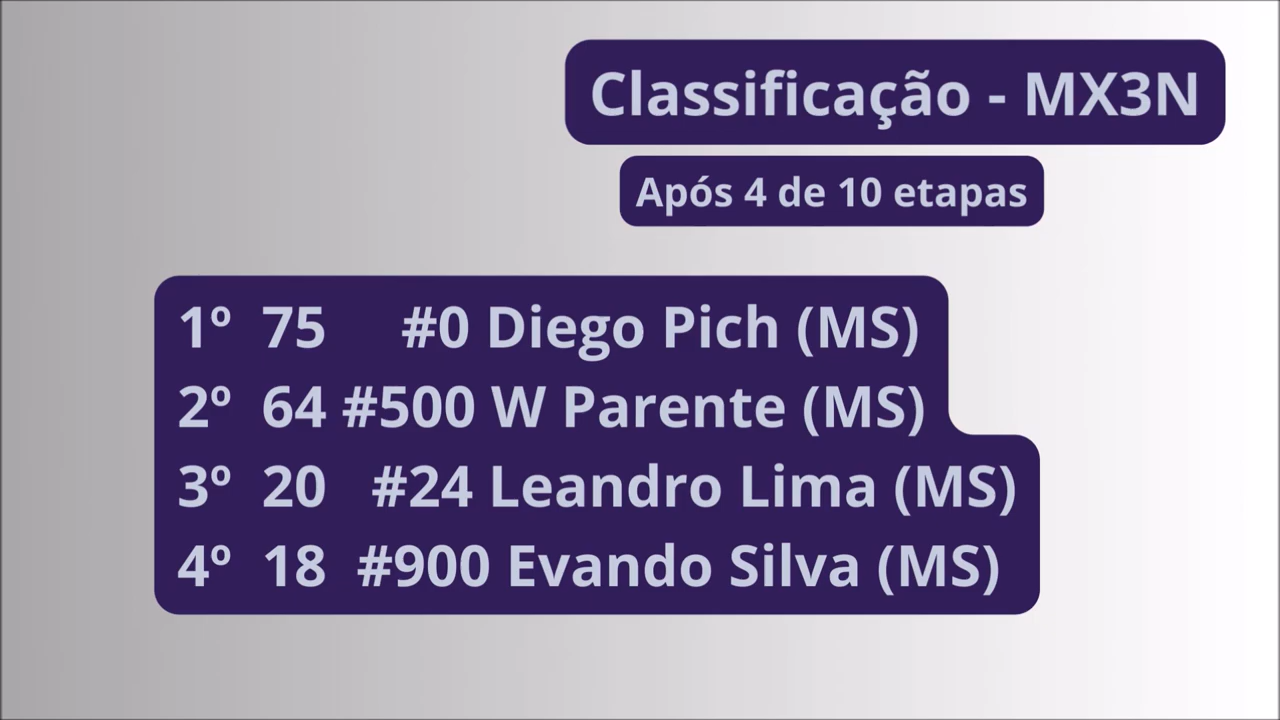 Classificação - MX3N
Após 4 de 10 etapas
1º 75 #0 Diego Pich (MS)
2º 64 #500 W Parente (MS)
3º 20 #24 Leandro Lima (MS)
4º 18 #900 Evando Silva (MS)